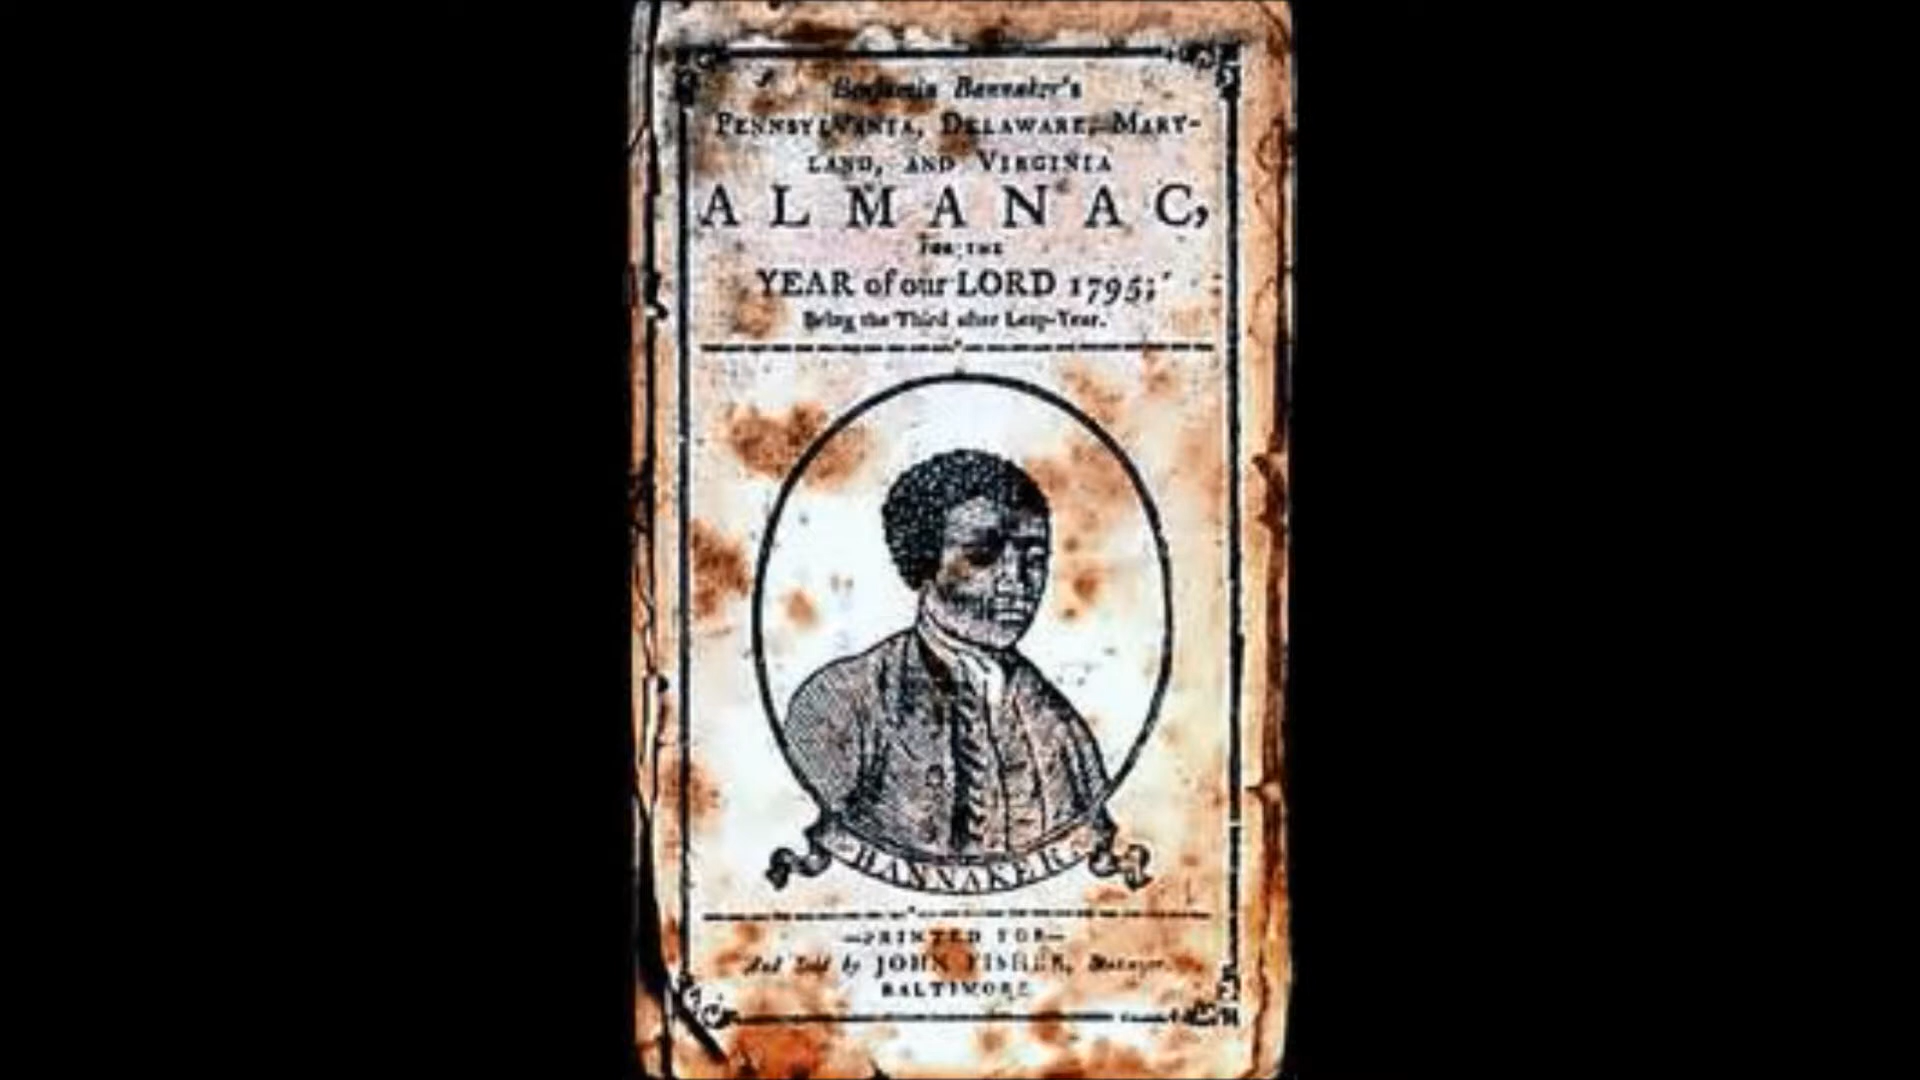 Benjamin Bannaker's
PENNSYLVANIA, DELAWARE, MARY-
LAND, AND VIRGINIA
ALMANAC,
FOR THE
YEAR of our LORD 1795;
Being the Third after Leap-Year.
BANNAKER.
—PRINTED FOR—
And Sold by JOHN FISHER, Stationer.
BALTIMORE